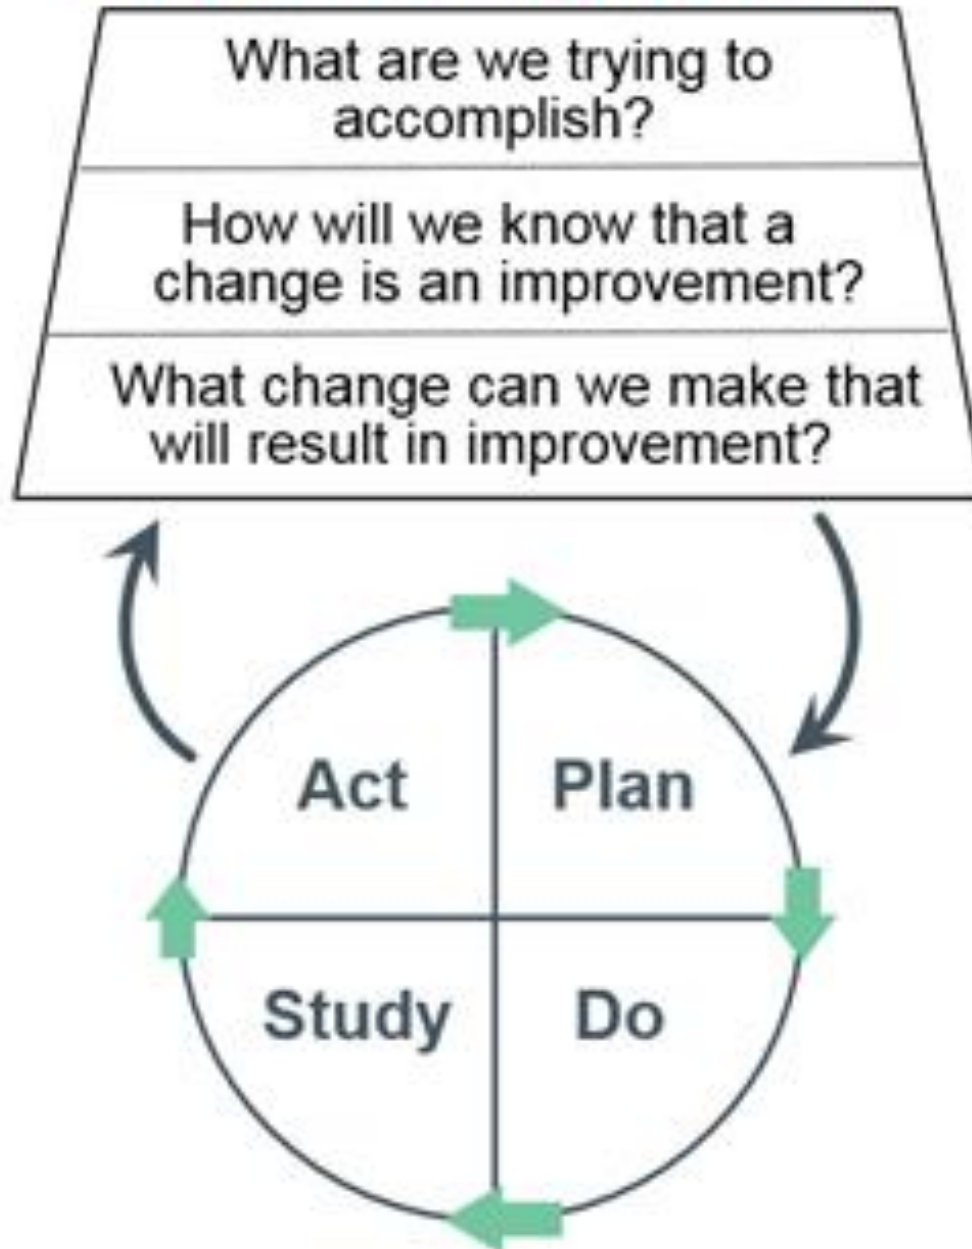 What are we trying to
accomplish?
How will we know that a
change is an improvement?
What change can we make that
will result in improvement?
Act
Plan
Study
Do